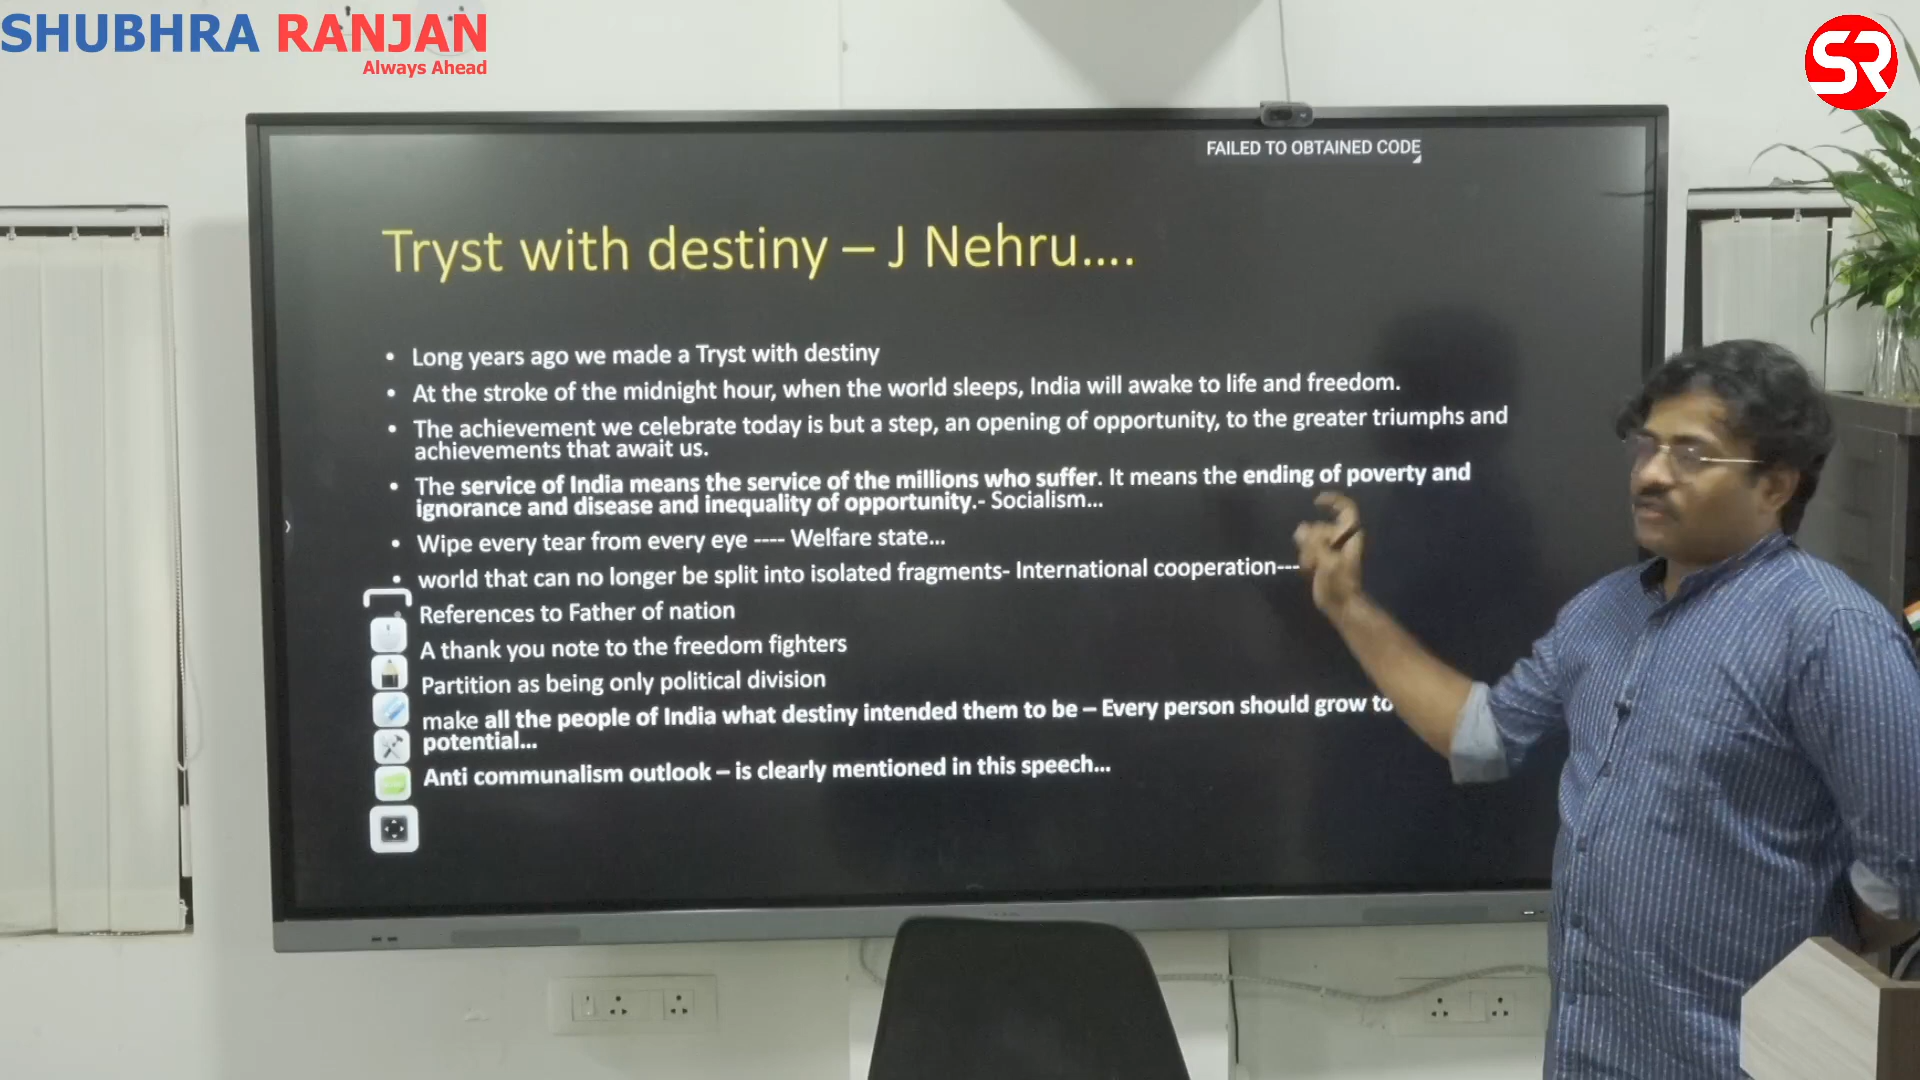 SHUBHRA RANJAN
Always Ahead
SR
FAILED TO OBTAINED CODE
Tryst with destiny – J Nehru....
• Long years ago we made a Tryst with destiny
• At the stroke of the midnight hour, when the world sleeps, India will awake to life and freedom.
• The achievement we celebrate today is but a step, an opening of opportunity, to the greater triumphs and
achievements that await us.
• The service of India means the service of the millions who suffer. It means the ending of poverty and
ignorance and disease and inequality of opportunity.- Socialism...
• Wipe every tear from every eye ---- Welfare state...
• world that can no longer be split into isolated fragments- International cooperation---
References to Father of nation
A thank you note to the freedom fighters
Partition as being only political division
make all the people of India what destiny intended them to be – Every person should grow to
potential...
Anti communalism outlook – is clearly mentioned in this speech...